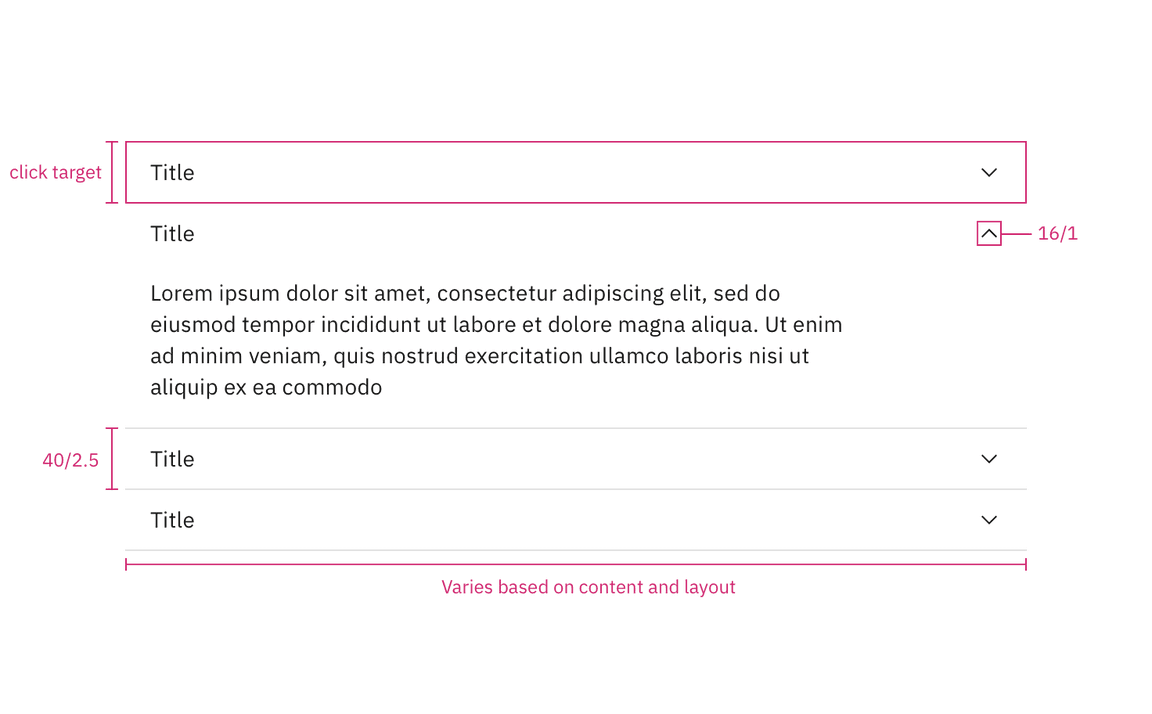 click target
Title
Title
16/1
Lorem ipsum dolor sit amet, consectetur adipiscing elit, sed do
eiusmod tempor incididunt ut labore et dolore magna aliqua. Ut enim
ad minim veniam, quis nostrud exercitation ullamco laboris nisi ut
aliquip ex ea commodo
40/2.5
Title
Title
Varies based on content and layout